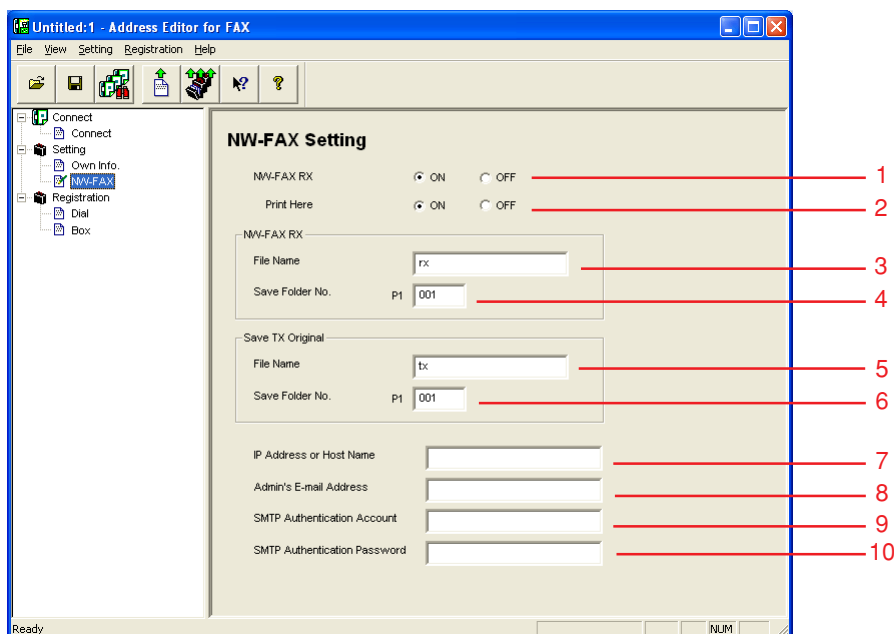 Untitled:1 - Address Editor for FAX
File View Setting Registration Help
Connect
Connect
Setting
Own Info.
NW-FAX
Registration
Dial
Box
NW-FAX Setting
NW-FAX RX ON OFF 1
Print Here ON OFF 2
NW-FAX RX
File Name rx 3
Save Folder No. P1 001 4
Save TX Original
File Name tx 5
Save Folder No. P1 001 6
IP Address or Host Name 7
Admin's E-mail Address 8
SMTP Authentication Account 9
SMTP Authentication Password 10
Ready NUM